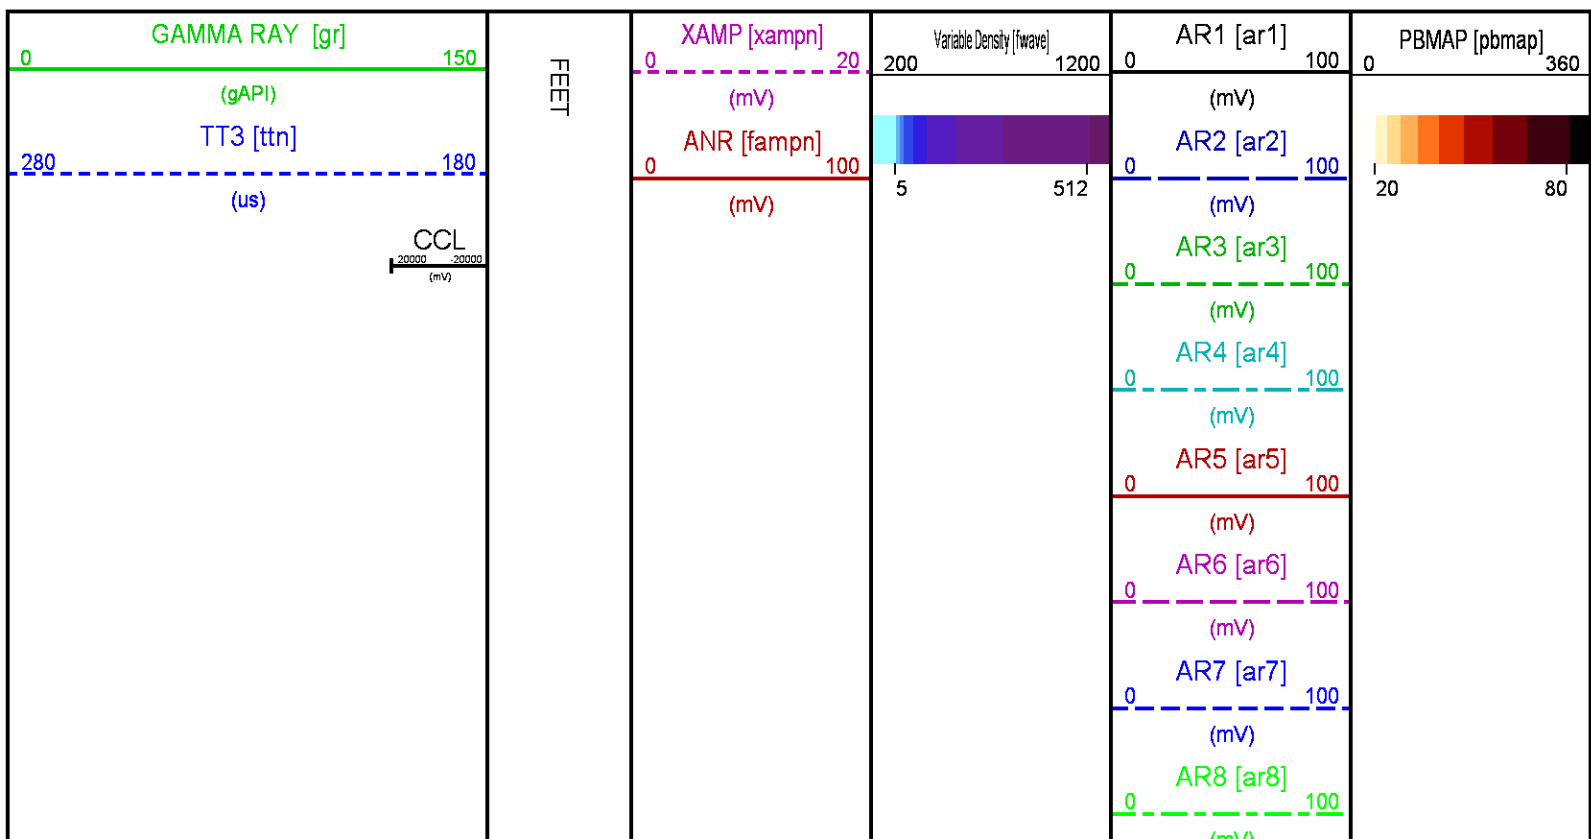 GAMMA RAY [gr]
0 150
(gAPI)
TT3 [ttn]
280 180
(us)
CCL
20000 -20000
(mV)
FEET
XAMP [xampn]
0 20
(mV)
ANR [fampn]
0 100
(mV)
Variable Density [fwave]
200 1200
5 512
AR1 [ar1]
0 100
(mV)
AR2 [ar2]
0 100
(mV)
AR3 [ar3]
0 100
(mV)
AR4 [ar4]
0 100
(mV)
AR5 [ar5]
0 100
(mV)
AR6 [ar6]
0 100
(mV)
AR7 [ar7]
0 100
(mV)
AR8 [ar8]
0 100
(mV)
PBMAP [pbmap]
0 360
20 80